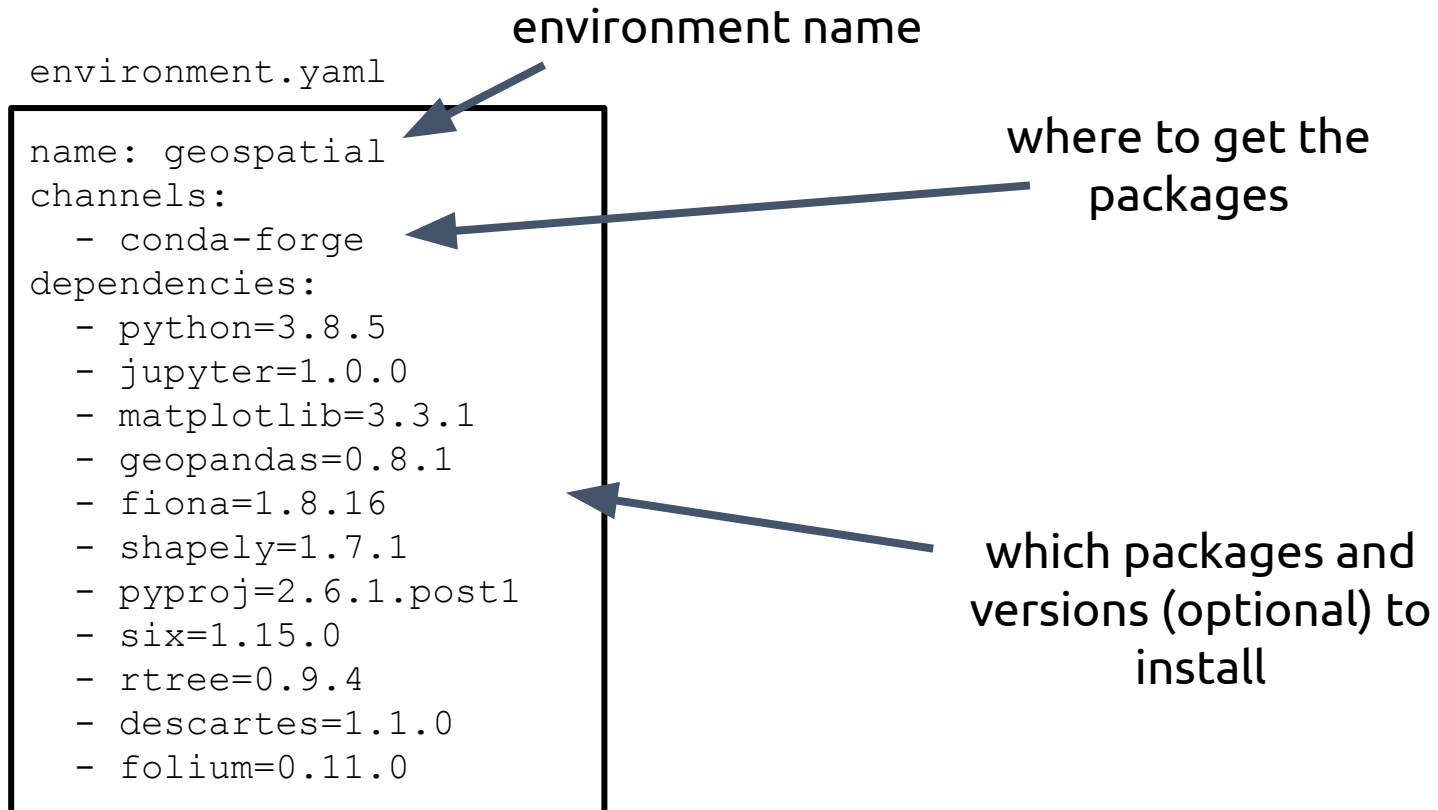 environment name
environment.yaml
name: geospatial
channels:
  - conda-forge
dependencies:
  - python=3.8.5
  - jupyter=1.0.0
  - matplotlib=3.3.1
  - geopandas=0.8.1
  - fiona=1.8.16
  - shapely=1.7.1
  - pyproj=2.6.1.post1
  - six=1.15.0
  - rtree=0.9.4
  - descartes=1.1.0
  - folium=0.11.0
where to get the
packages
which packages and
versions (optional) to
install